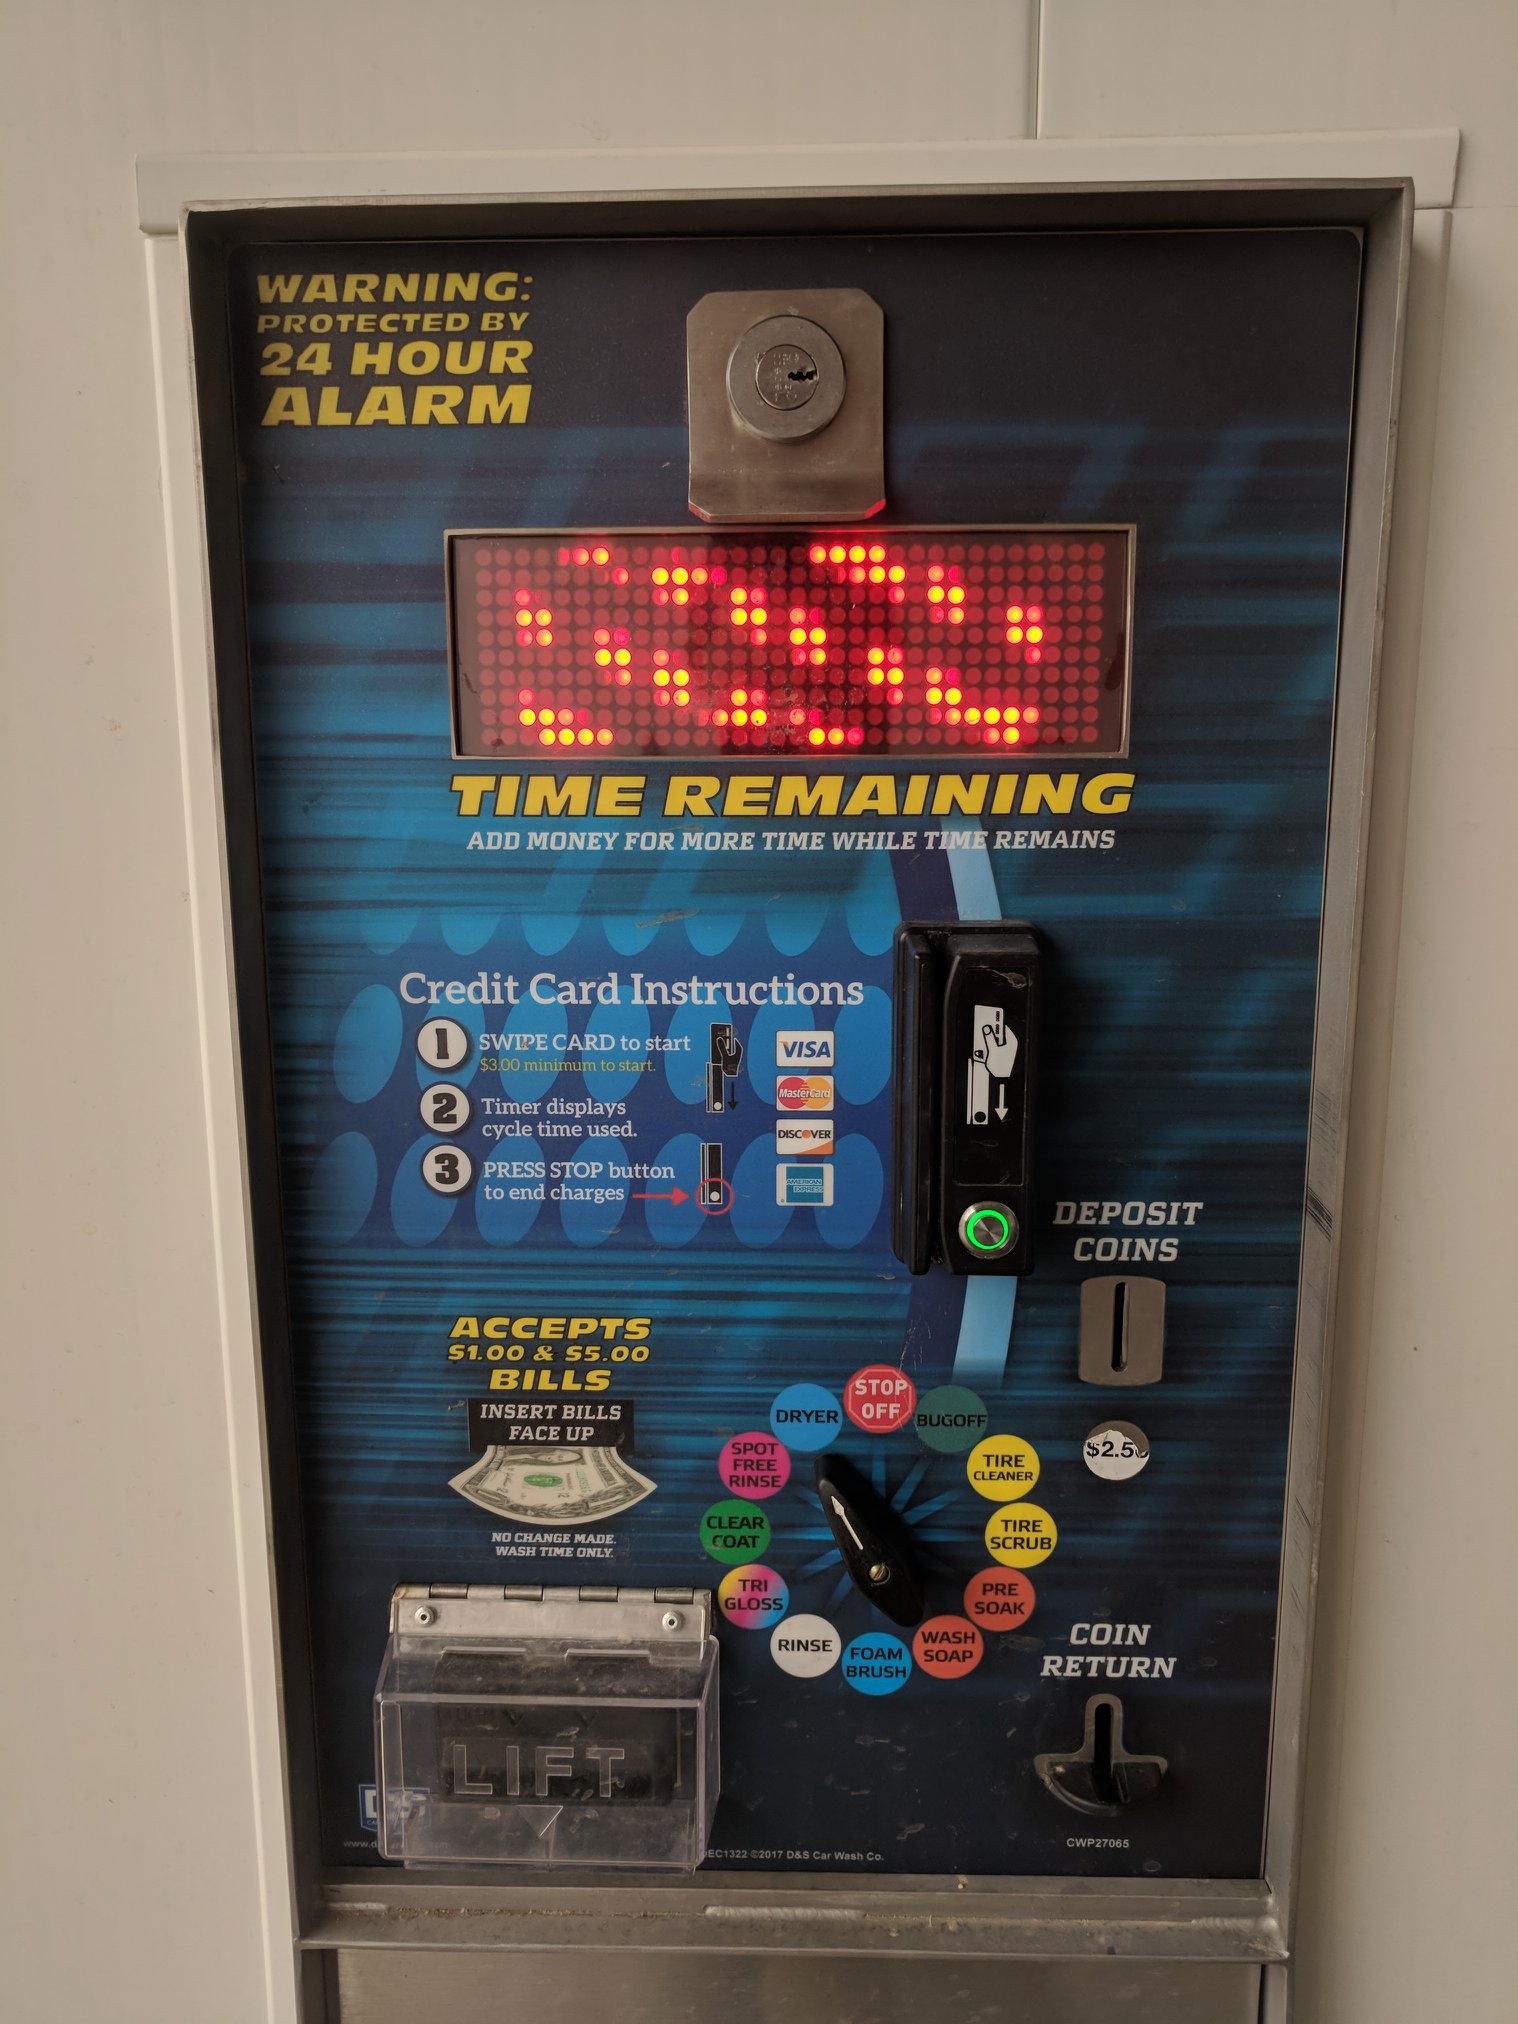 WARNING:
PROTECTED BY
24 HOUR
ALARM
TIME REMAINING
ADD MONEY FOR MORE TIME WHILE TIME REMAINS
Credit Card Instructions
1 SWIPE CARD to start
$3.00 minimum to start.
2 Timer displays
cycle time used.
3 PRESS STOP button
to end charges
VISA
MasterCard
DISCOVER
AMERICAN
EXPRESS
DEPOSIT
COINS
ACCEPTS
$1.00 & $5.00
BILLS
INSERT BILLS
FACE UP
NO CHANGE MADE.
WASH TIME ONLY.
STOP
OFF
BUGOFF
TIRE
CLEANER
TIRE
SCRUB
PRE
SOAK
WASH
SOAP
FOAM
BRUSH
RINSE
TRI
GLOSS
CLEAR
COAT
SPOT
FREE
RINSE
DRYER
$2.50
COIN
RETURN
LIFT
CWP27065
©2017 D&S Car Wash Co.